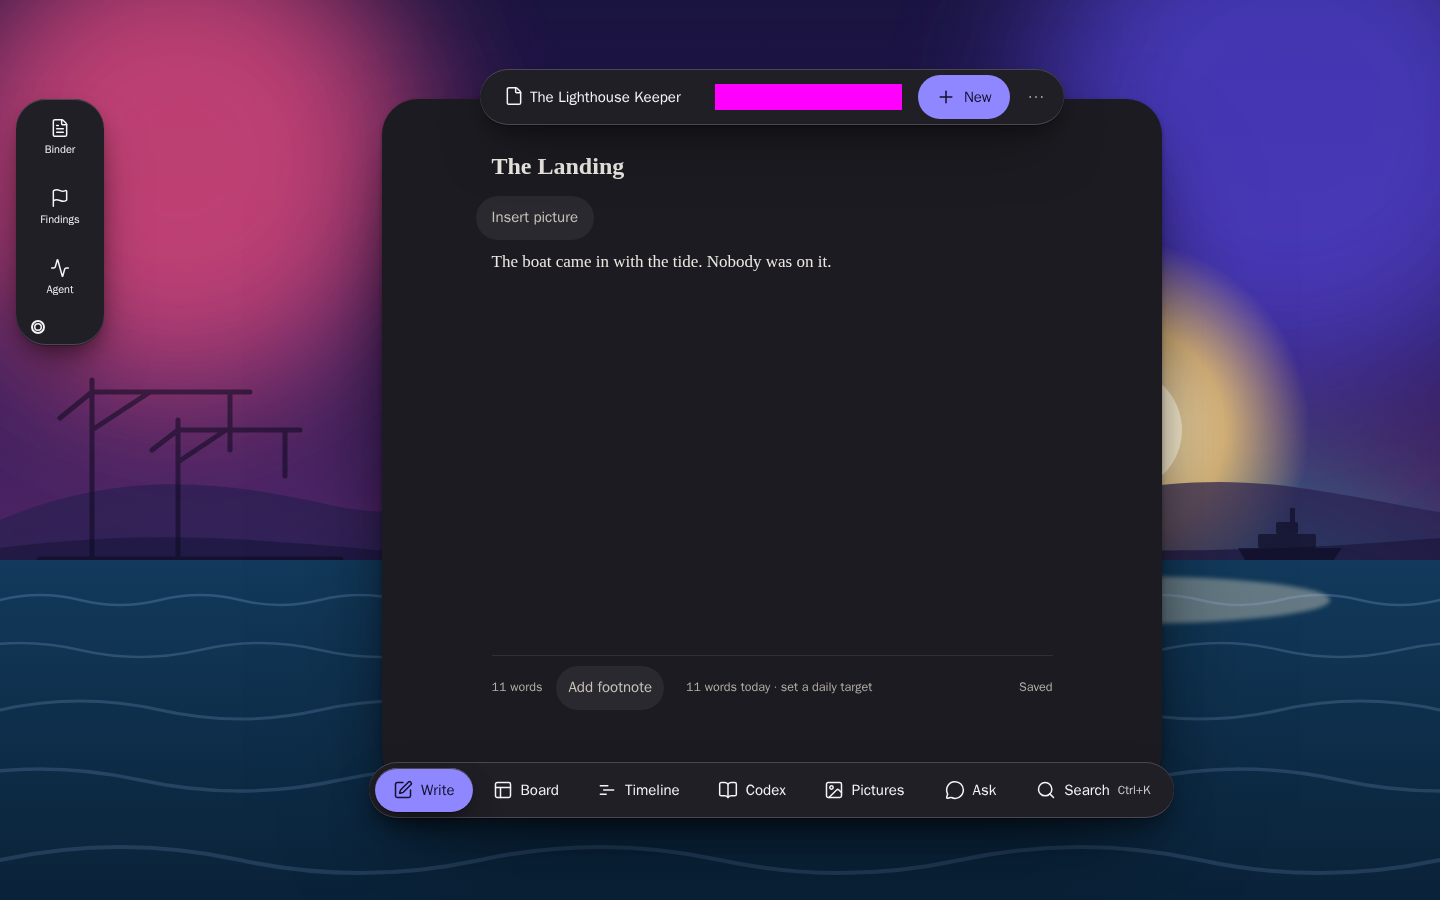 The Lighthouse Keeper
New
Binder
Findings
Agent
The Landing
Insert picture
The boat came in with the tide. Nobody was on it.
11 words
Add footnote
11 words today · set a daily target
Saved
Write
Board
Timeline
Codex
Pictures
Ask
Search Ctrl+K